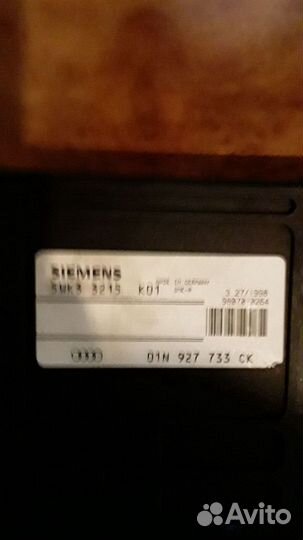 SIEMENS
MADE IN GERMANY
5WK3 3215 K01
3 27/1998
01N 927 733 CK
Avito